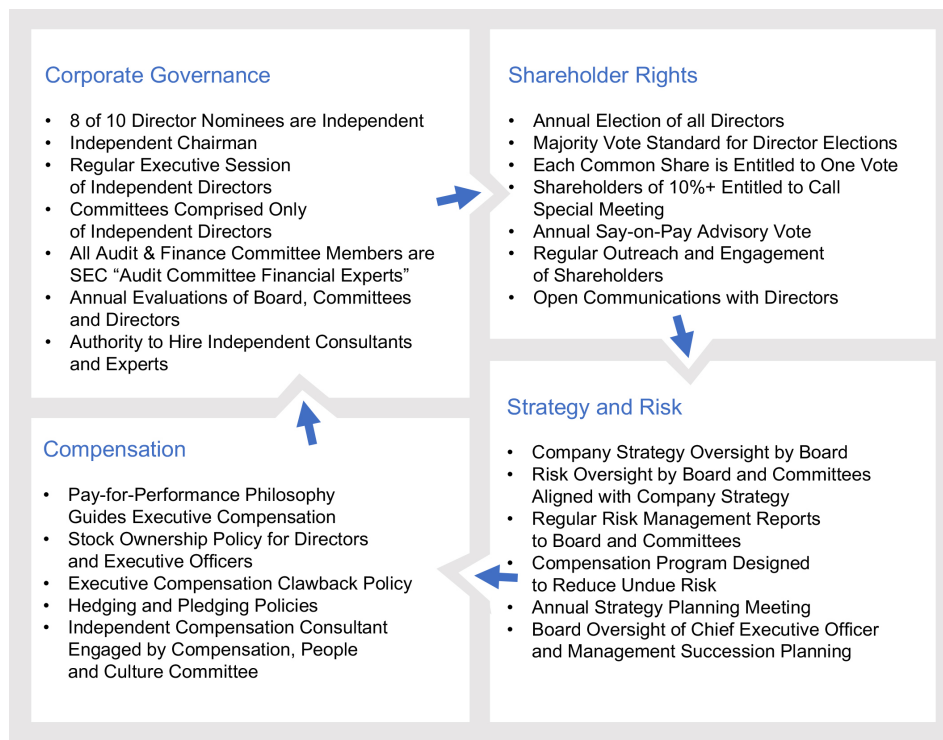 Corporate Governance
• 8 of 10 Director Nominees are Independent
• Independent Chairman
• Regular Executive Session
of Independent Directors
• Committees Comprised Only
of Independent Directors
• All Audit & Finance Committee Members are
SEC “Audit Committee Financial Experts”
• Annual Evaluations of Board, Committees
and Directors
• Authority to Hire Independent Consultants
and Experts
Shareholder Rights
• Annual Election of all Directors
• Majority Vote Standard for Director Elections
• Each Common Share is Entitled to One Vote
• Shareholders of 10%+ Entitled to Call
Special Meeting
• Annual Say-on-Pay Advisory Vote
• Regular Outreach and Engagement
of Shareholders
• Open Communications with Directors
Strategy and Risk
• Company Strategy Oversight by Board
• Risk Oversight by Board and Committees
Aligned with Company Strategy
• Regular Risk Management Reports
to Board and Committees
• Compensation Program Designed
to Reduce Undue Risk
• Annual Strategy Planning Meeting
• Board Oversight of Chief Executive Officer
and Management Succession Planning
Compensation
• Pay-for-Performance Philosophy
Guides Executive Compensation
• Stock Ownership Policy for Directors
and Executive Officers
• Executive Compensation Clawback Policy
• Hedging and Pledging Policies
• Independent Compensation Consultant
Engaged by Compensation, People
and Culture Committee